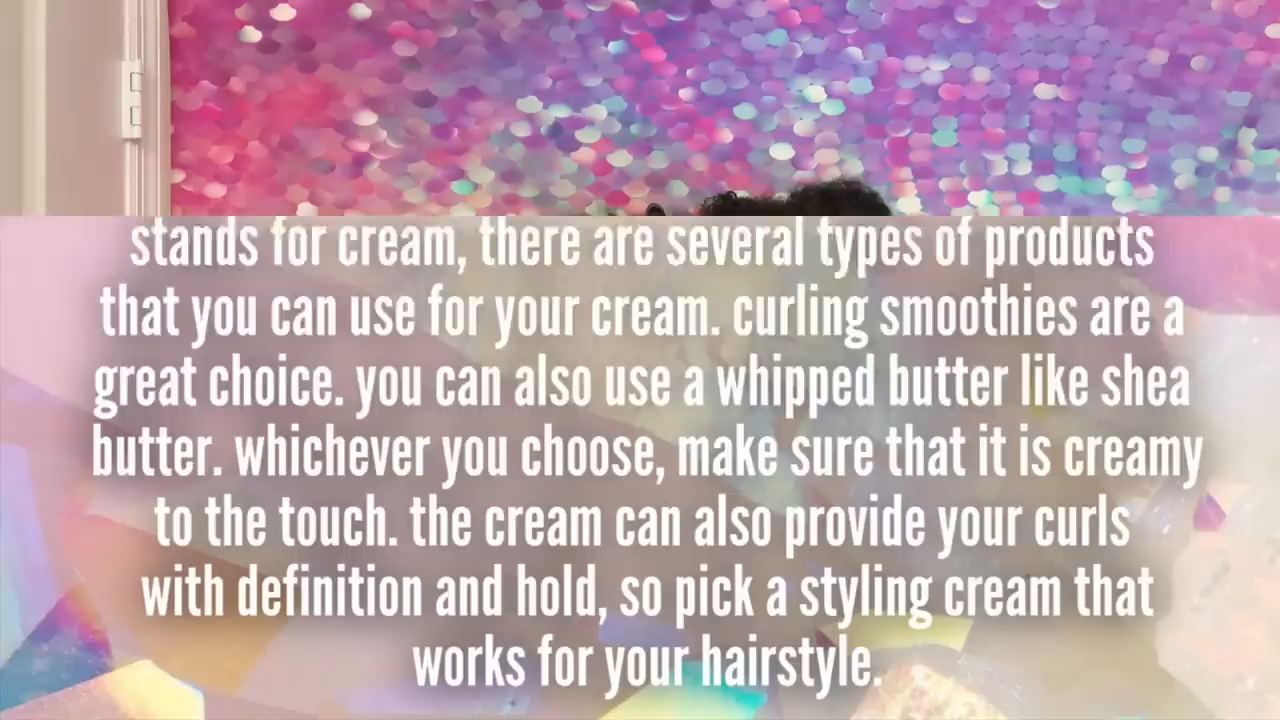 stands for cream, there are several types of products
that you can use for your cream. curling smoothies are a
great choice. you can also use a whipped butter like shea
butter. whichever you choose, make sure that it is creamy
to the touch. the cream can also provide your curls
with definition and hold, so pick a styling cream that
works for your hairstyle.